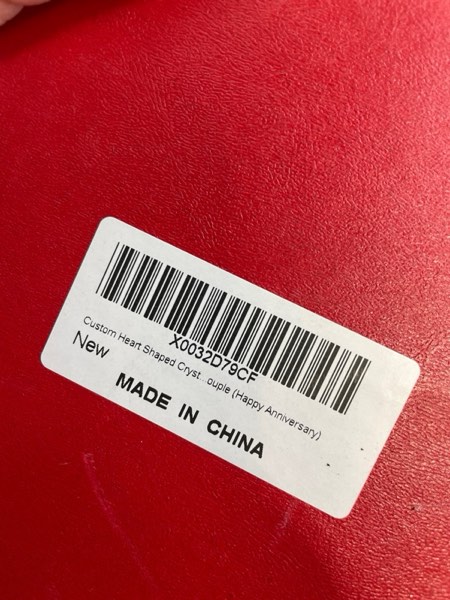 X0032D79CF
Custom Heart Shaped Cryst...ouple (Happy Anniversary)
New
MADE IN CHINA